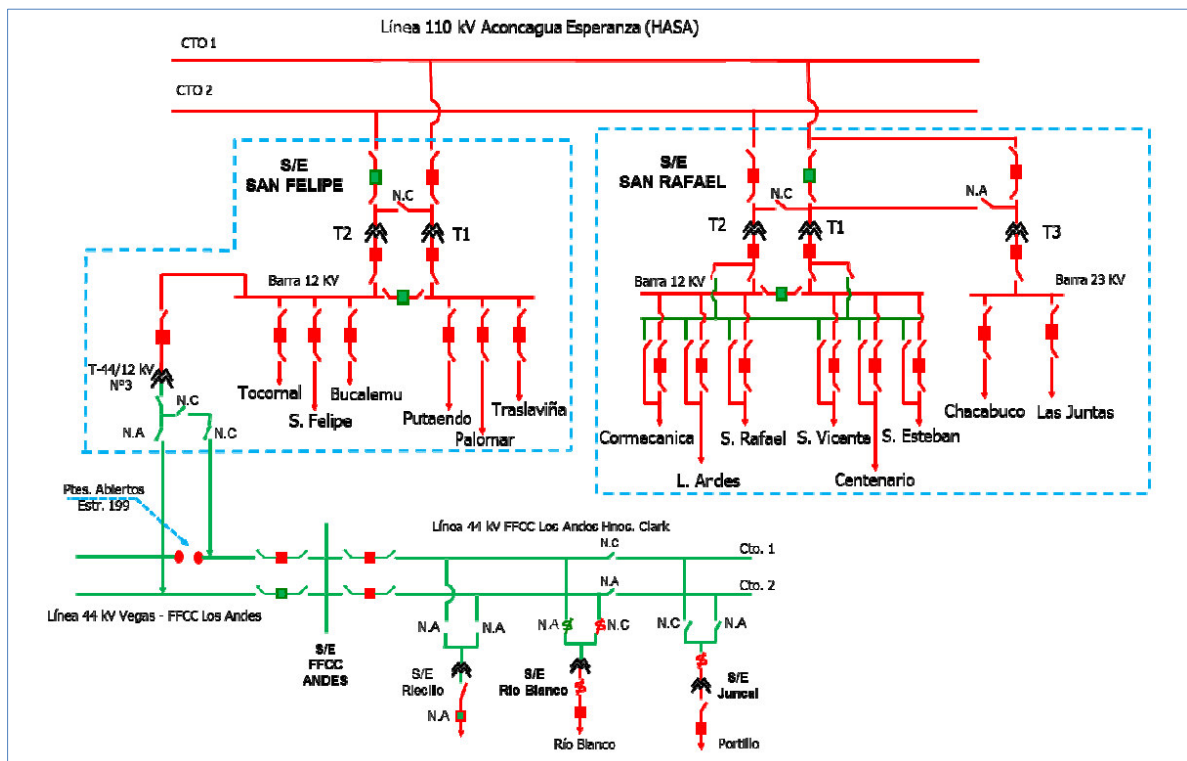 Línea 110 kV Aconcagua Esperanza (HASA)
CTO 1
CTO 2
S/E
SAN FELIPE
N.C
T2
T1
Barra 12 KV
T-44/12 kV
Nº3
N.C
N.A
N.C
Tocornal
S. Felipe
Bucalemu
Putaendo
Palomar
Traslaviña
S/E
SAN RAFAEL
N.C
N.A
T2
T1
T3
Barra 12 KV
Barra 23 KV
Cormecanica
L. Andes
S. Rafael
S. Vicente
Centenario
S. Esteban
Chacabuco
Las Juntas
Ptes. Abiertos
Estr. 199
Línea 44 kV FFCC Los Andes Hnos. Clark
N.C
Cto. 1
N.A
Cto. 2
Línea 44 kV Vegas - FFCC Los Andes
S/E
FFCC
ANDES
N.A
N.A
N.A
N.C
N.C
N.A
S/E
Riecillo
N.A
S/E
Río Blanco
Río Blanco
S/E
Juncal
Portillo